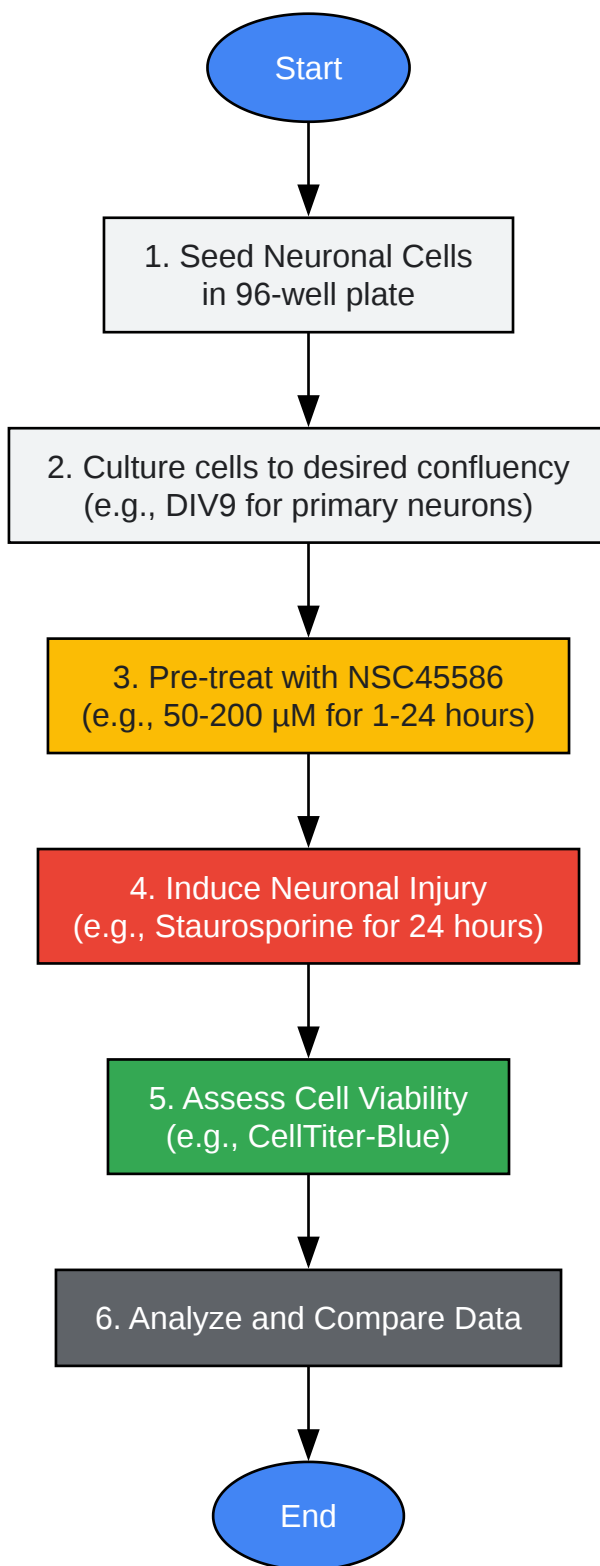 Start
1. Seed Neuronal Cells
in 96-well plate
2. Culture cells to desired confluency
(e.g., DIV9 for primary neurons)
3. Pre-treat with NSC45586
(e.g., 50-200 µM for 1-24 hours)
4. Induce Neuronal Injury
(e.g., Staurosporine for 24 hours)
5. Assess Cell Viability
(e.g., CellTiter-Blue)
6. Analyze and Compare Data
End